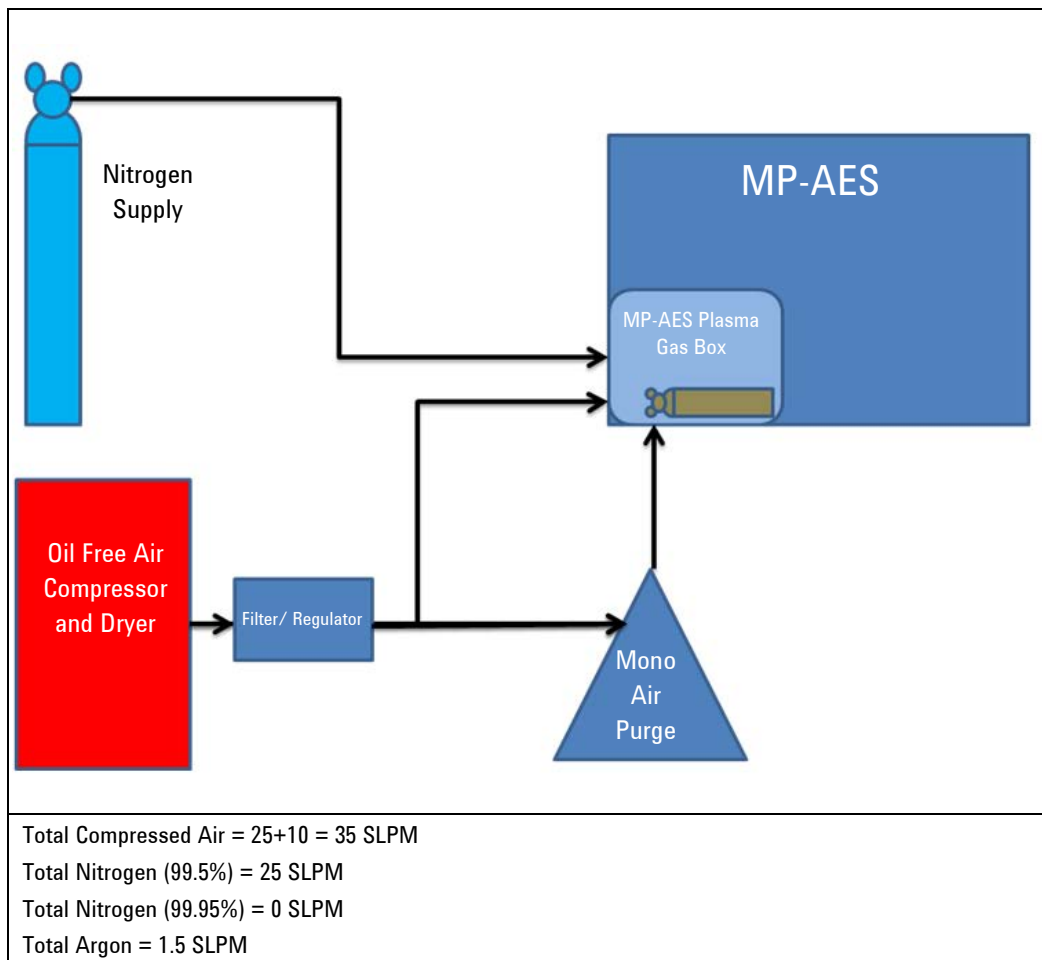 Nitrogen
Supply
MP-AES
MP-AES Plasma
Gas Box
Oil Free Air
Compressor
and Dryer
Filter/ Regulator
Mono
Air
Purge
Total Compressed Air = 25+10 = 35 SLPM
Total Nitrogen (99.5%) = 25 SLPM
Total Nitrogen (99.95%) = 0 SLPM
Total Argon = 1.5 SLPM